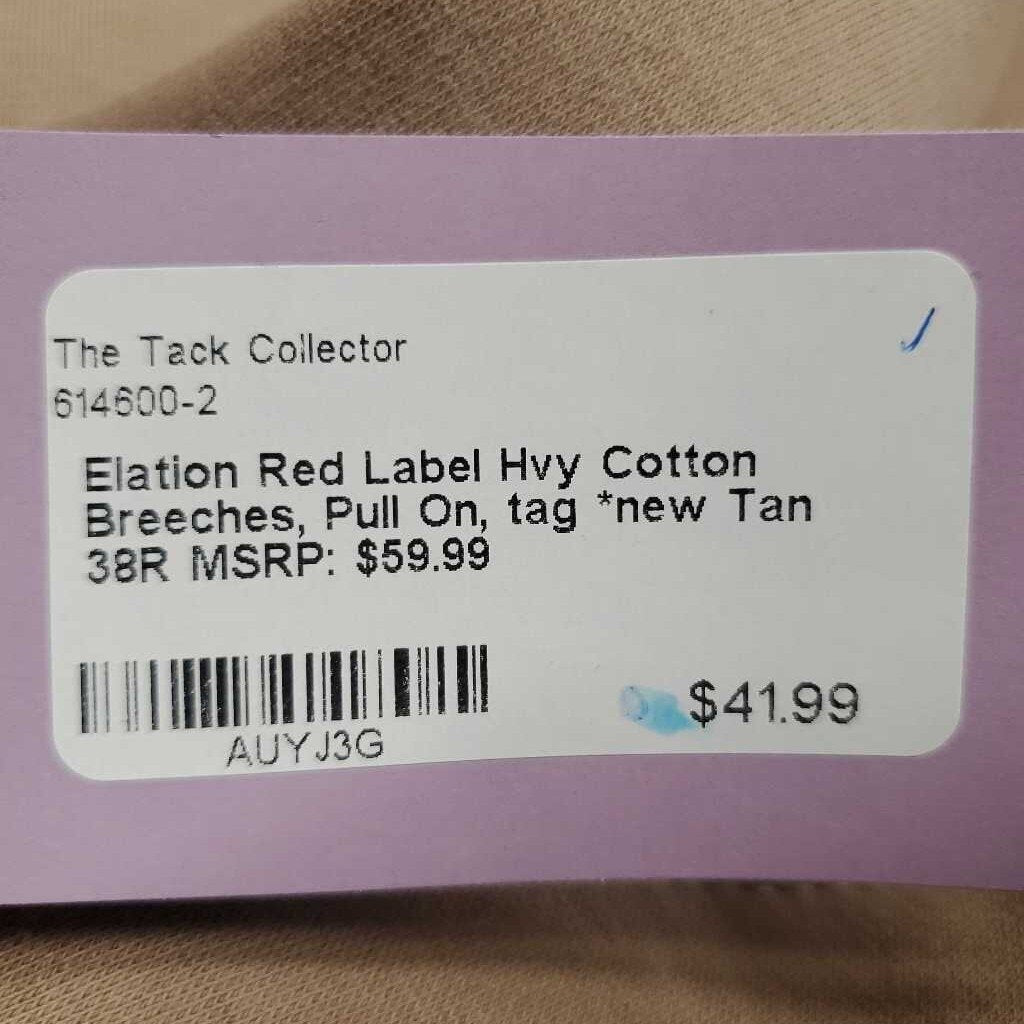 The Tack Collector
614600-2
Elation Red Label Hvy Cotton
Breeches, Pull On, tag *new Tan
38R MSRP: $59.99
$41.99
AUYJ3G